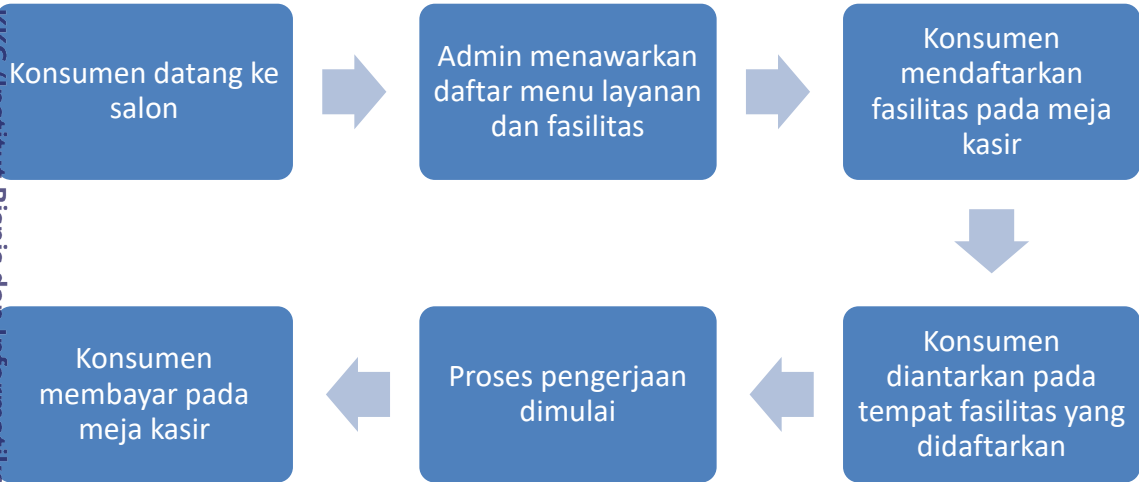 Konsumen datang ke
salon
Admin menawarkan
daftar menu layanan
dan fasilitas
Konsumen
mendaftarkan
fasilitas pada meja
kasir
Konsumen
diantarkan pada
tempat fasilitas yang
didaftarkan
Proses pengerjaan
dimulai
Konsumen
membayar pada
meja kasir